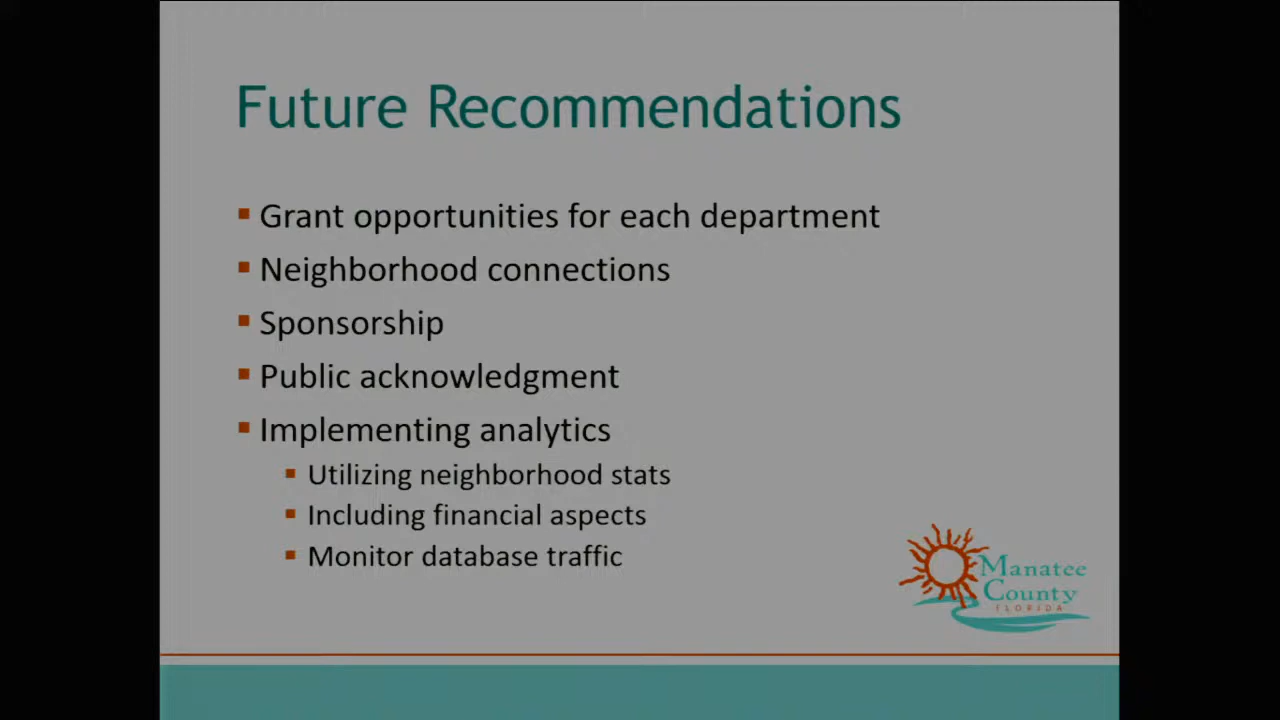 Future Recommendations
Grant opportunities for each department
Neighborhood connections
Sponsorship
Public acknowledgment
Implementing analytics
Utilizing neighborhood stats
Including financial aspects
Monitor database traffic
Manatee
County
FLORIDA